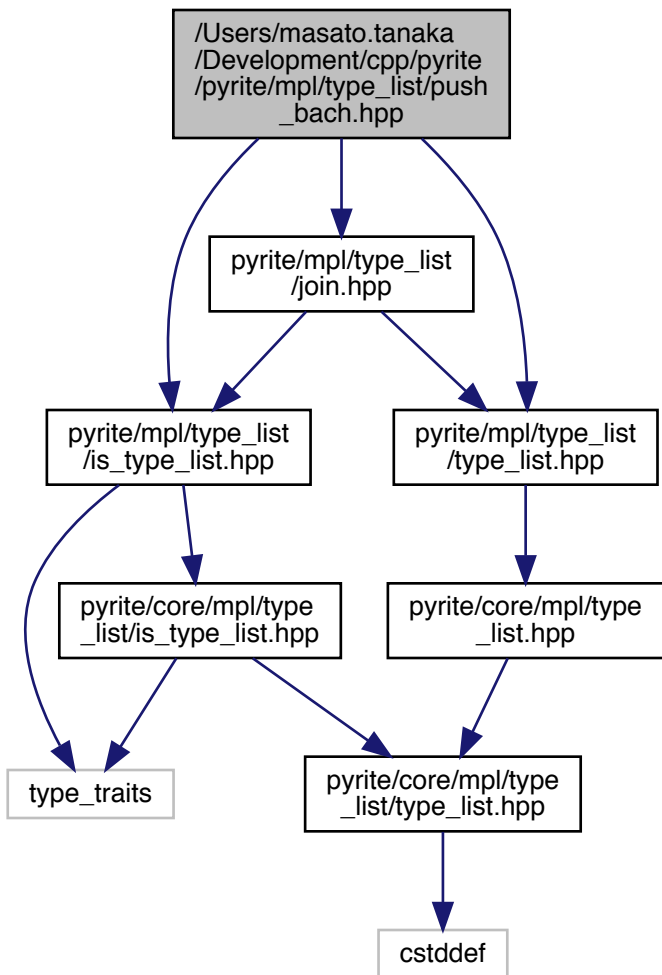 /Users/masato.tanaka
/Development/cpp/pyrite
/pyrite/mpl/type_list/push
_bach.hpp
pyrite/mpl/type_list
/join.hpp
pyrite/mpl/type_list
/is_type_list.hpp
pyrite/mpl/type_list
/type_list.hpp
pyrite/core/mpl/type
_list/is_type_list.hpp
pyrite/core/mpl/type
_list.hpp
type_traits
pyrite/core/mpl/type
_list/type_list.hpp
cstddef